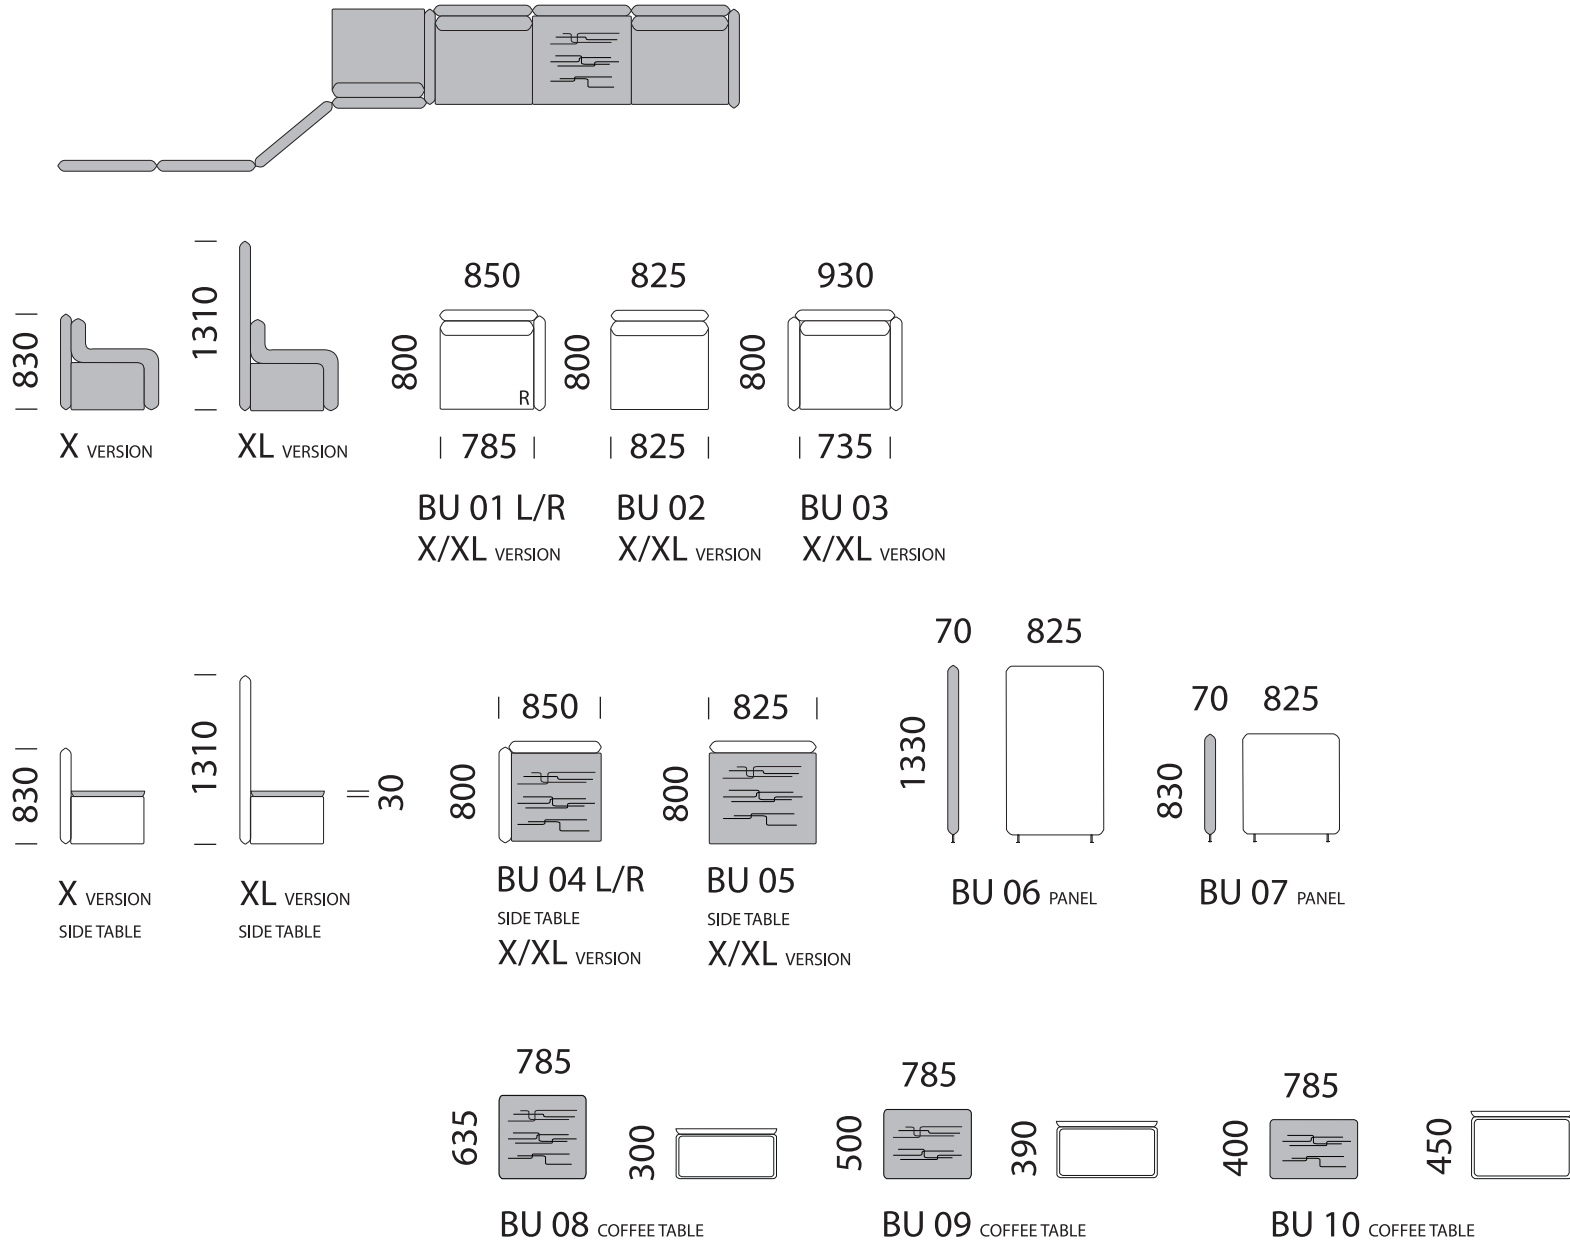 850 825 930
830 1310 800 800 800
R
785 825 735
X VERSION XL VERSION
BU 01 L/R BU 02 BU 03
X/XL VERSION X/XL VERSION X/XL VERSION
70 825
850 825 70 825
830 1310 30 800 800 1330 830
BU 04 L/R BU 05 BU 06 PANEL BU 07 PANEL
X VERSION XL VERSION
SIDE TABLE SIDE TABLE
SIDE TABLE SIDE TABLE
X/XL VERSION X/XL VERSION
785 785 785
635 300 500 390 400 450
BU 08 COFFEE TABLE BU 09 COFFEE TABLE BU 10 COFFEE TABLE